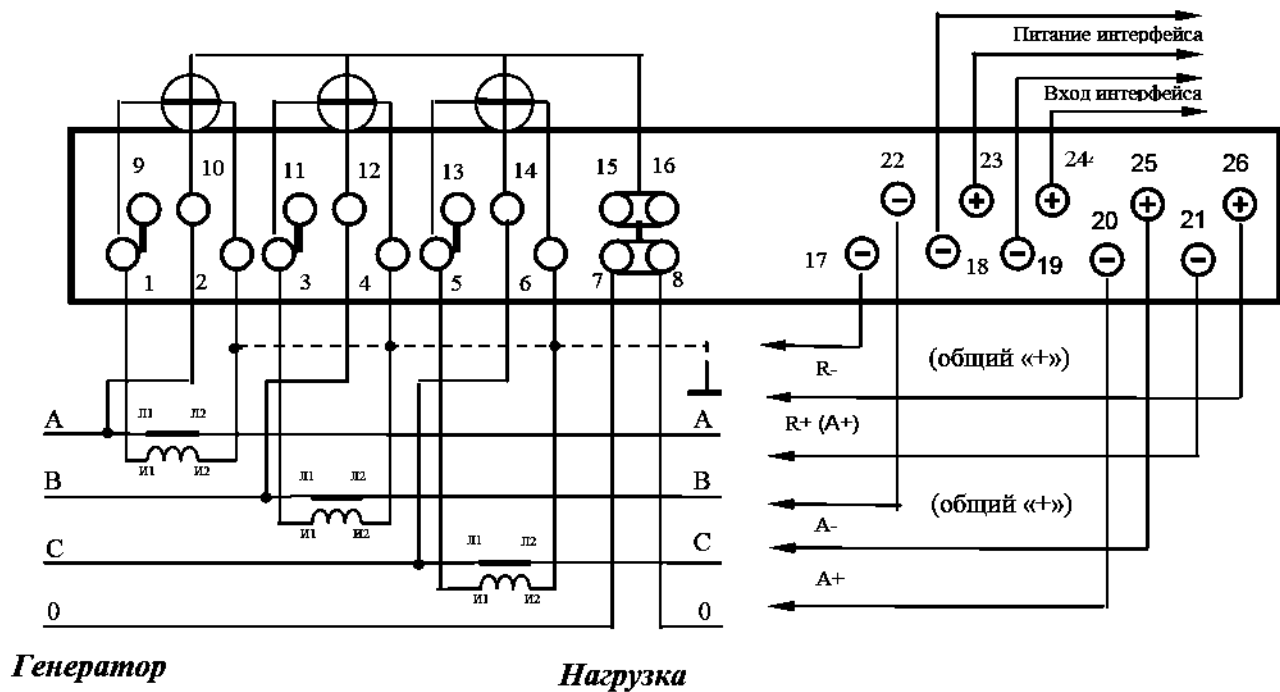 Питание интерфейса
Вход интерфейса
9 10 11 12 13 14 15 16 22 23 24 25 26
1 2 3 4 5 6 7 8 17 18 19 20 21
R-
(общий «+»)
R+ (A+)
A Л1 Л2 A
И1 И2
B Л1 Л2 B
И1 И2
(общий «+»)
A-
C Л1 Л2 C
И1 И2
A+
0 0
Генератор
Нагрузка